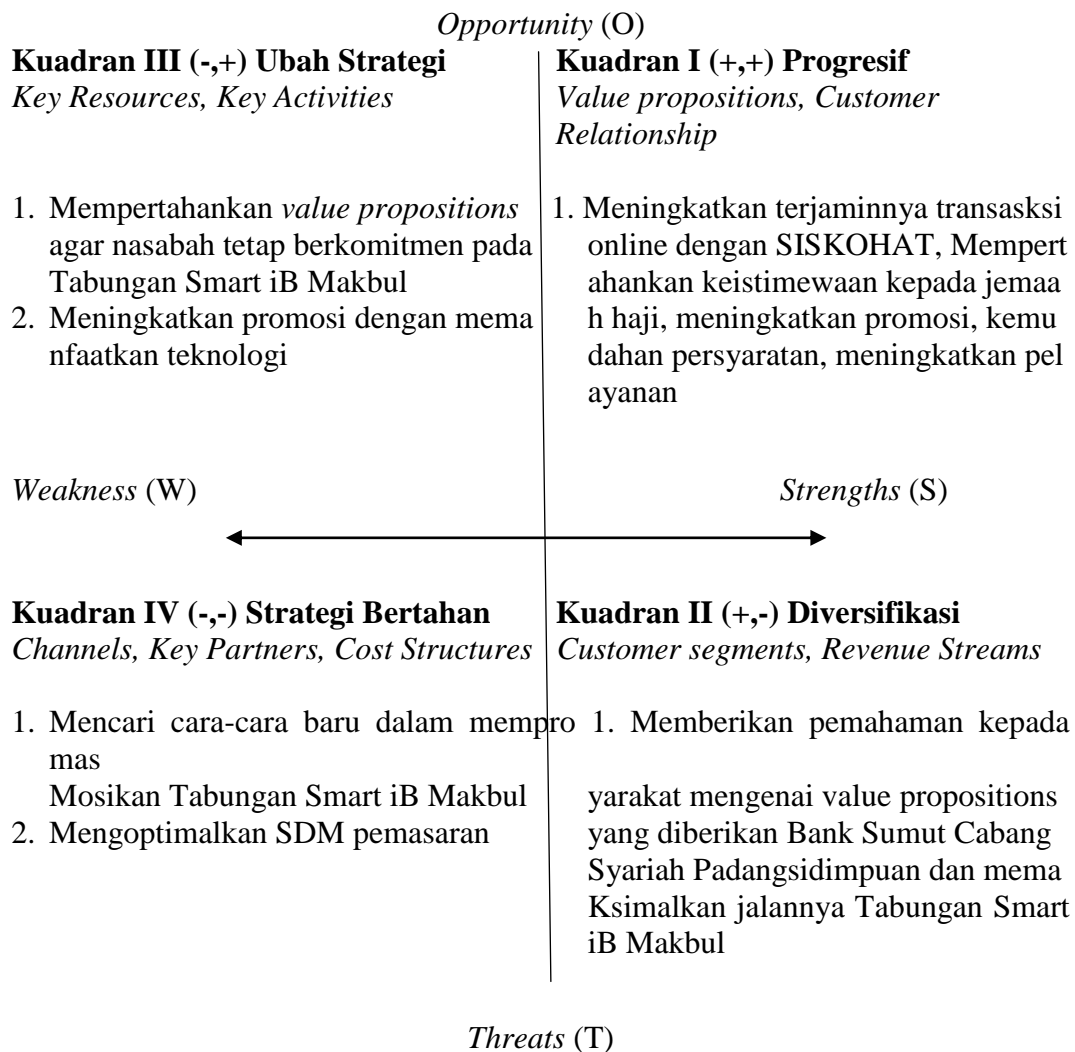 Opportunity (O)
Kuadran III (-,+) Ubah Strategi
Key Resources, Key Activities
1. Mempertahankan value propositions
agar nasabah tetap berkomitmen pada
Tabungan Smart iB Makbul
2. Meningkatkan promosi dengan mema
nfaatkan teknologi
Kuadran I (+,+) Progresif
Value propositions, Customer
Relationship
1. Meningkatkan terjaminnya transasksi
online dengan SISKOHAT, Mempert
ahankan keistimewaan kepada jemaa
h haji, meningkatkan promosi, kemu
dahan persyaratan, meningkatkan pel
ayanan
Weakness (W)
Strengths (S)
Kuadran IV (-,-) Strategi Bertahan
Channels, Key Partners, Cost Structures
1. Mencari cara-cara baru dalam mempro
mas
Mosikan Tabungan Smart iB Makbul
2. Mengoptimalkan SDM pemasaran
Kuadran II (+,-) Diversifikasi
Customer segments, Revenue Streams
1. Memberikan pemahaman kepada
yarakat mengenai value propositions
yang diberikan Bank Sumut Cabang
Syariah Padangsidimpuan dan mema
Ksimalkan jalannya Tabungan Smart
iB Makbul
Threats (T)